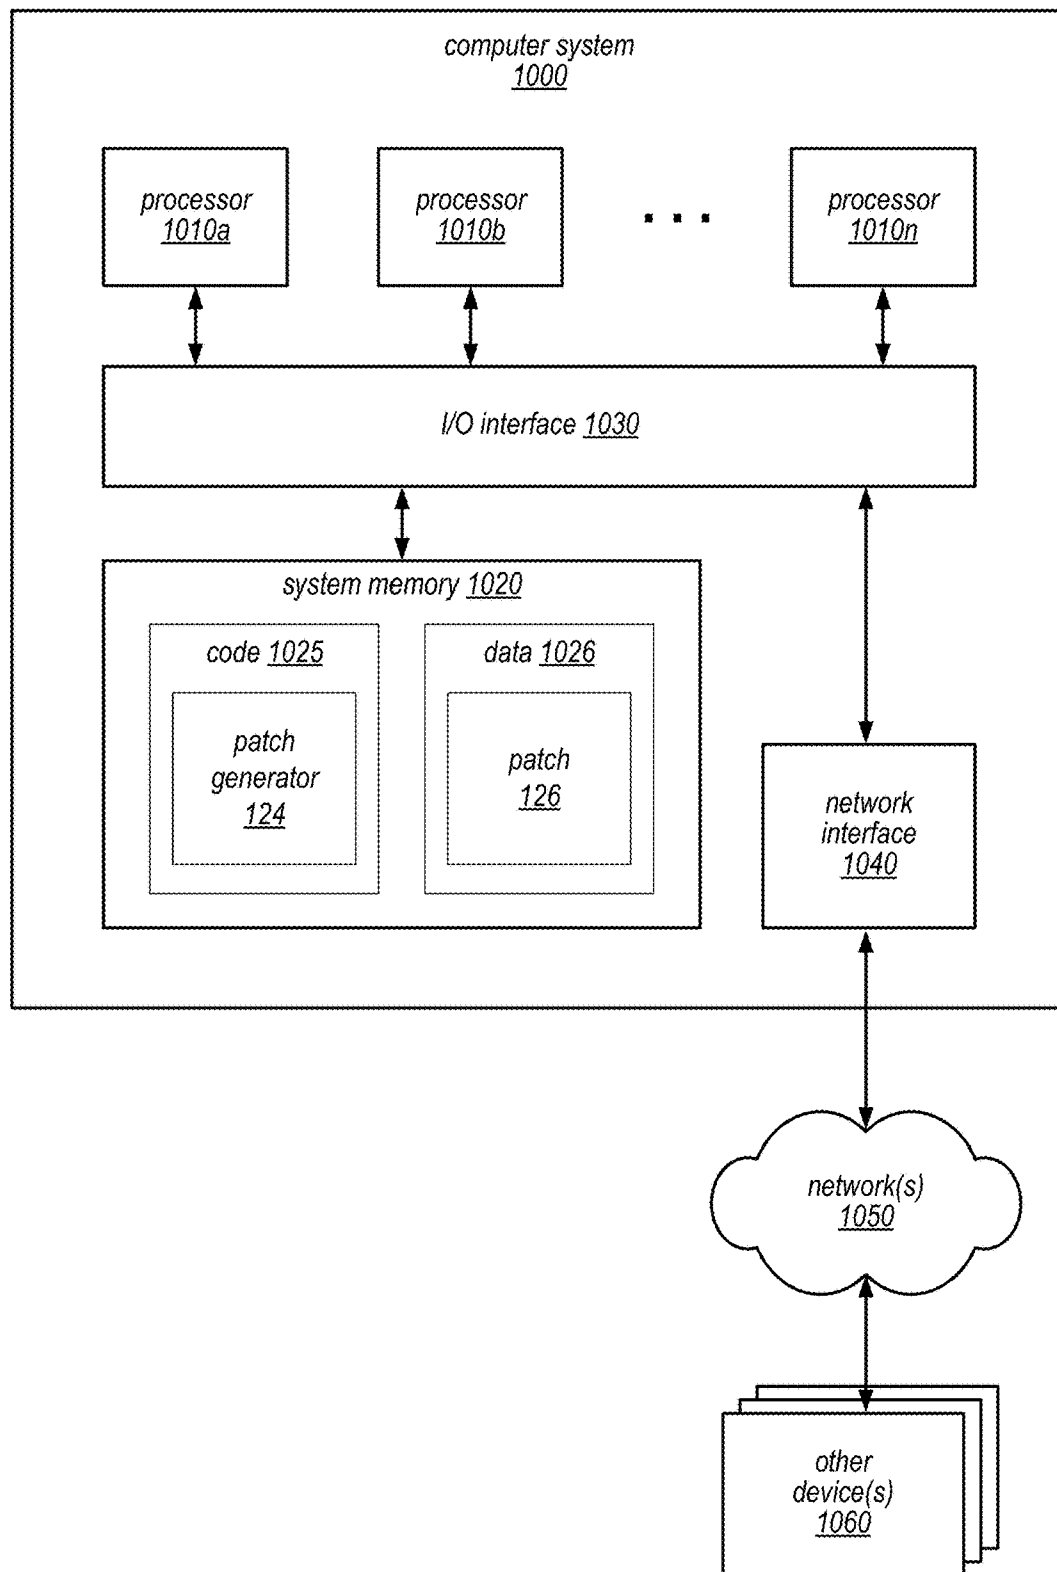 computer system
1000
processor
1010a
processor
1010b
. . .
processor
1010n
I/O interface 1030
system memory 1020
code 1025
patch
generator
124
data 1026
patch
126
network
interface
1040
network(s)
1050
other
device(s)
1060